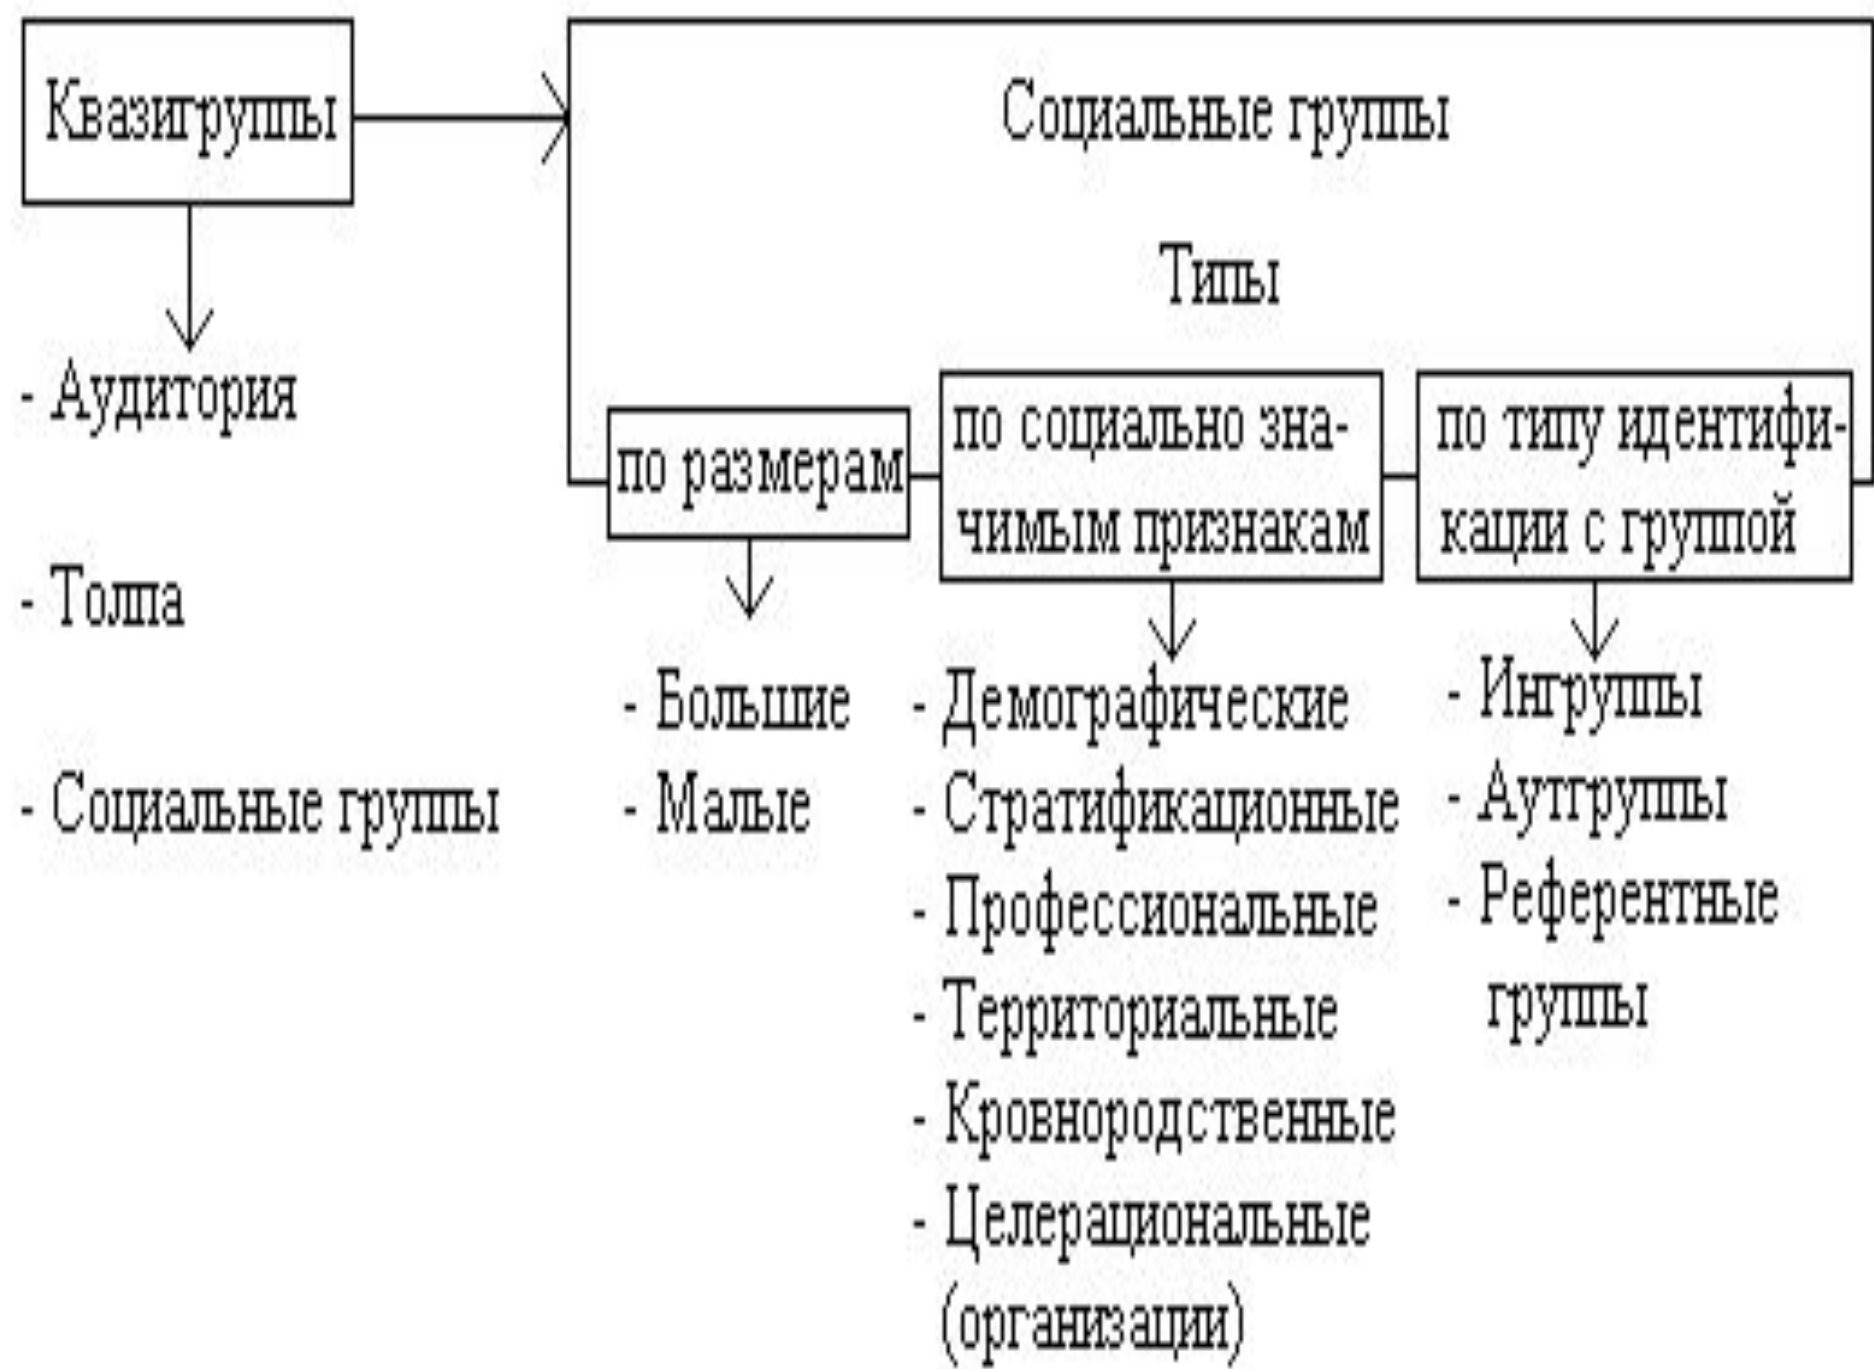 Квазигруппы
- Аудитория
- Толпа
- Социальные группы
Социальные группы
Типы
по размерам
- Большие
- Малые
по социально зна-
чимым признакам
- Демографические
- Стратификационные
- Профессиональные
- Территориальные
- Кровнородственные
- Целерациональные
(организации)
по типу идентифи-
кации с группой
- Ингруппы
- Аутгруппы
- Референтные
группы